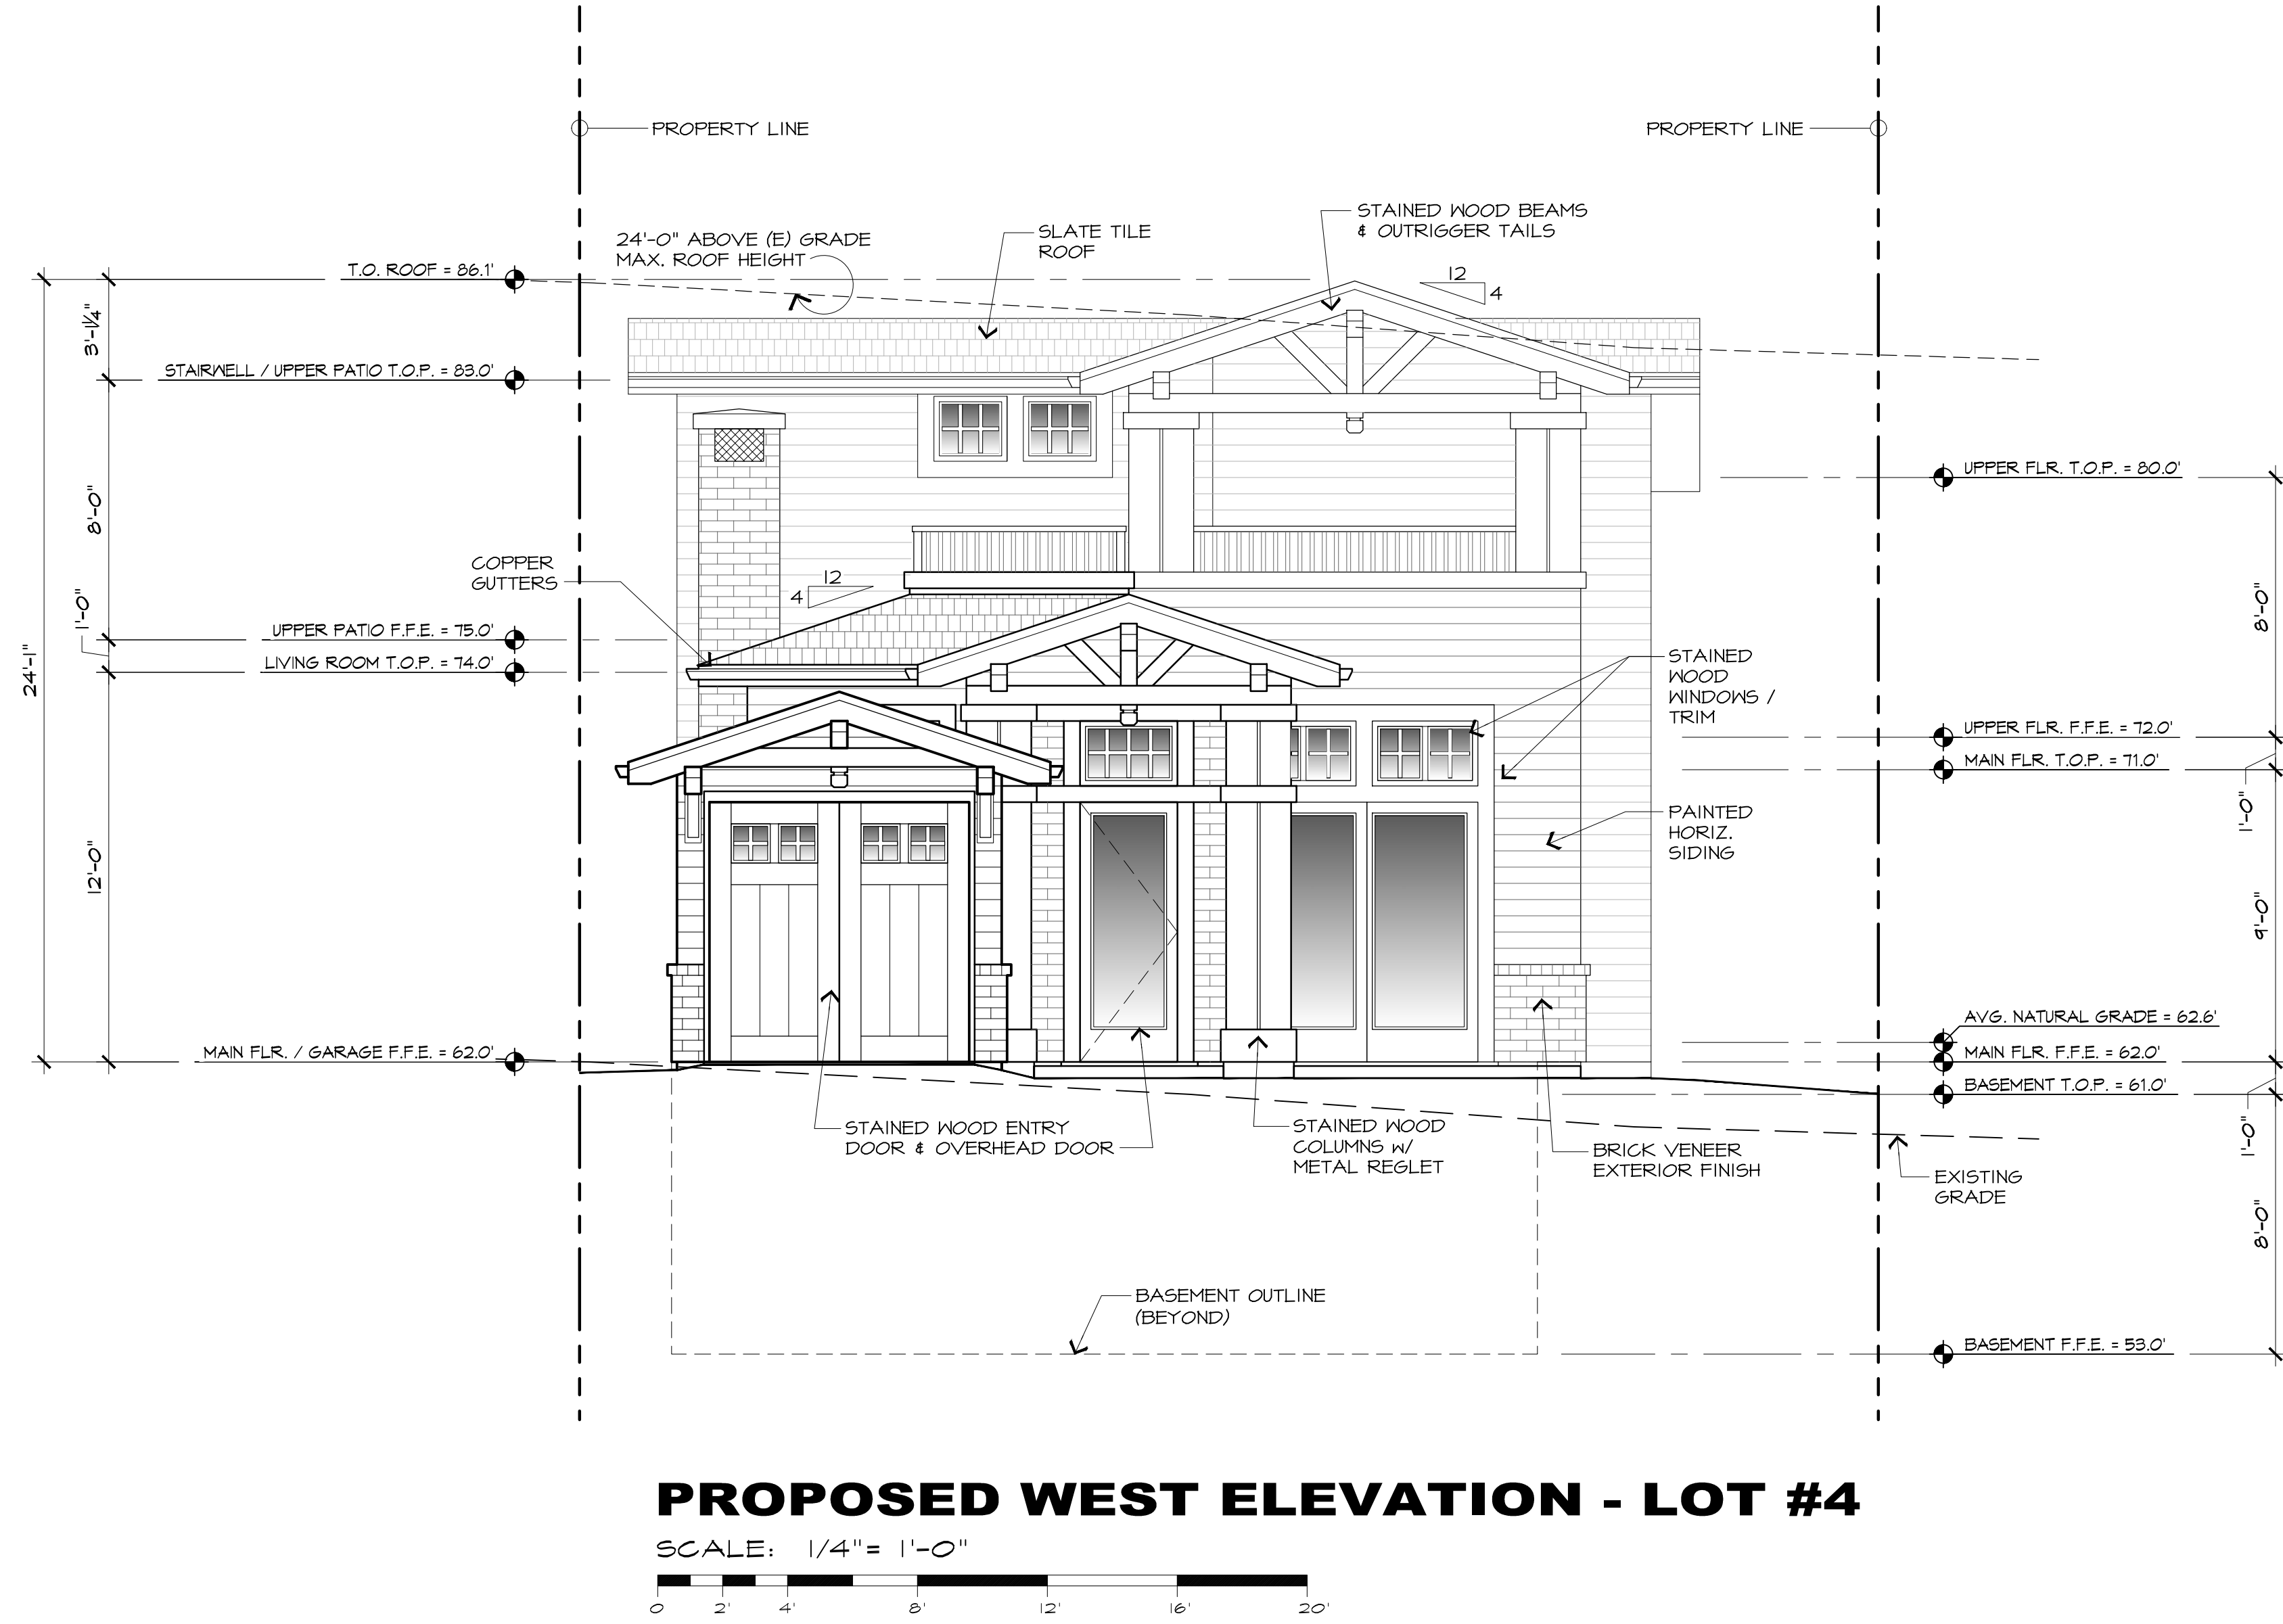 PROPERTY LINE
PROPERTY LINE
STAINED WOOD BEAMS
& OUTRIGGER TAILS
SLATE TILE
ROOF
24'-0" ABOVE (E) GRADE
MAX. ROOF HEIGHT
12
4
T.O. ROOF = 86.1'
3'-1¼"
STAIRWELL / UPPER PATIO T.O.P. = 83.0'
UPPER FLR. T.O.P. = 80.0'
8'-0"
COPPER
GUTTERS
12
4
1'-0"
8'-0"
UPPER PATIO F.F.E. = 75.0'
LIVING ROOM T.O.P. = 74.0'
24'-1"
STAINED
WOOD
WINDOWS /
TRIM
UPPER FLR. F.F.E. = 72.0'
MAIN FLR. T.O.P. = 71.0'
1'-0"
PAINTED
HORIZ.
SIDING
12'-0"
9'-0"
AVG. NATURAL GRADE = 62.6'
MAIN FLR. / GARAGE F.F.E. = 62.0'
MAIN FLR. F.F.E. = 62.0'
BASEMENT T.O.P. = 61.0'
1'-0"
STAINED WOOD ENTRY
DOOR & OVERHEAD DOOR
STAINED WOOD
COLUMNS W/
METAL REGLET
BRICK VENEER
EXTERIOR FINISH
EXISTING
GRADE
8'-0"
BASEMENT OUTLINE
(BEYOND)
BASEMENT F.F.E. = 53.0'
PROPOSED WEST ELEVATION - LOT #4
SCALE: 1/4"= 1'-0"
0 2' 4' 8' 12' 16' 20'